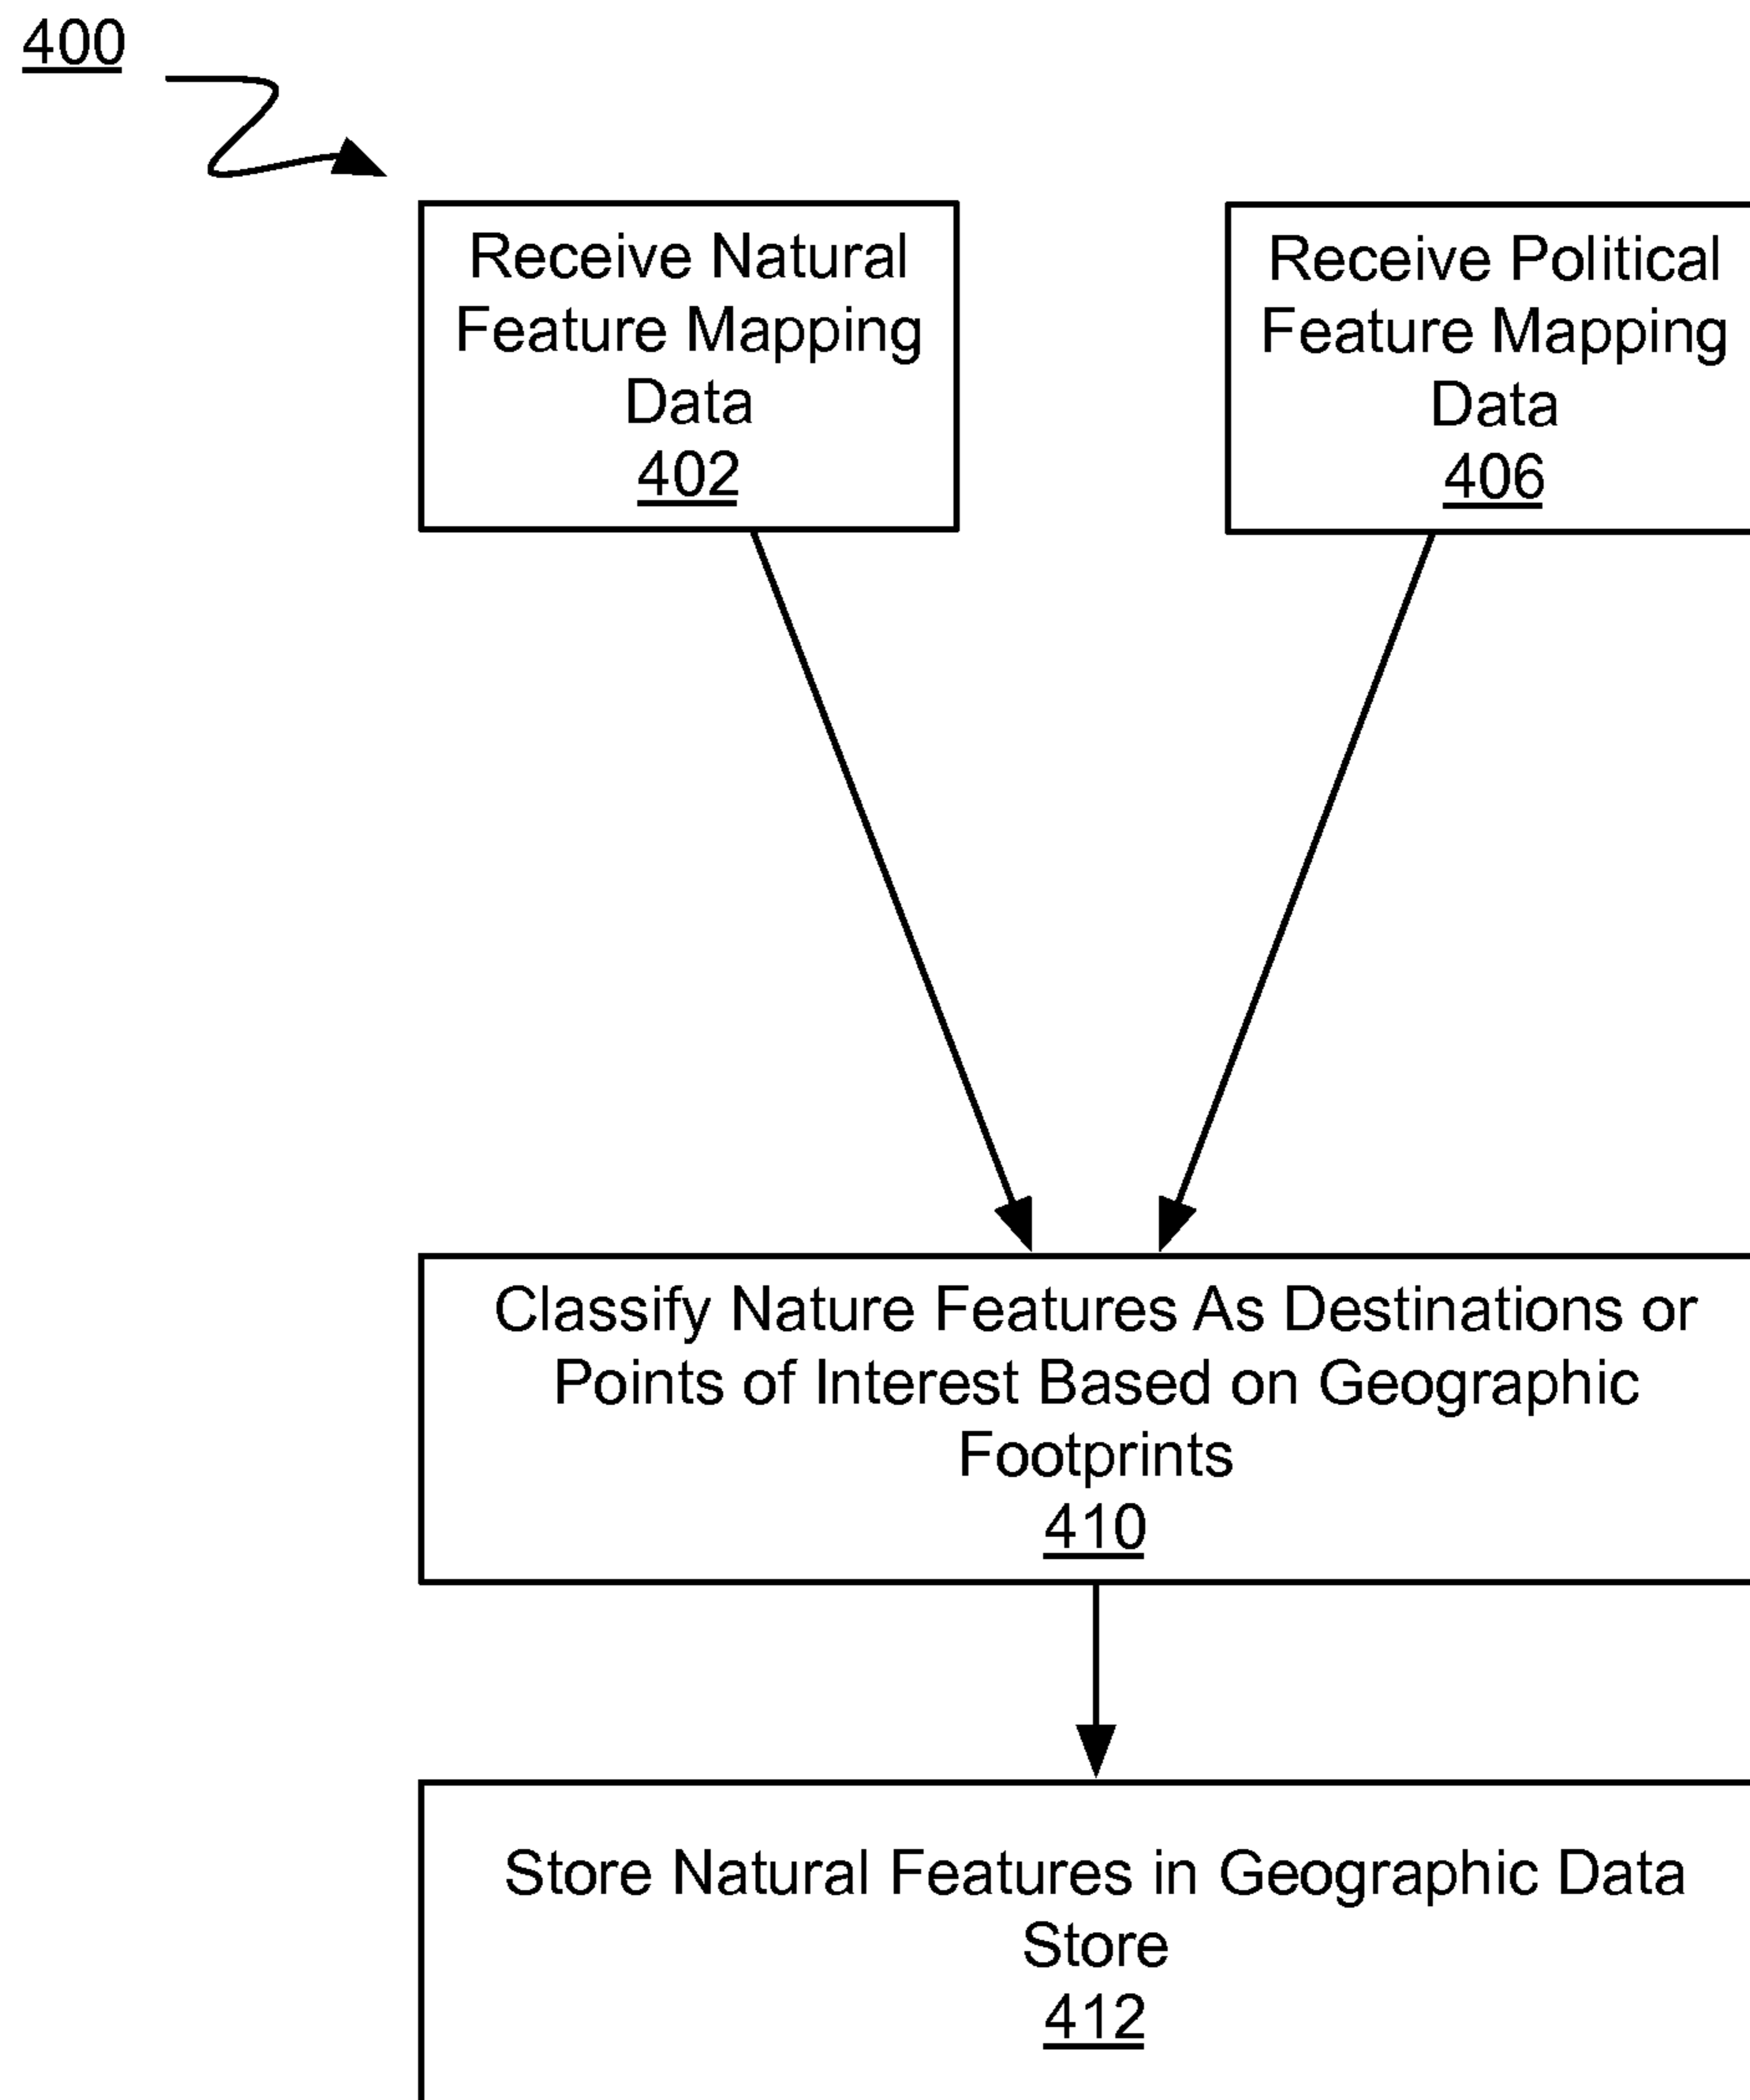 400
Receive Natural
Feature Mapping
Data
402
Receive Political
Feature Mapping
Data
406
Classify Nature Features As Destinations or
Points of Interest Based on Geographic
Footprints
410
Store Natural Features in Geographic Data
Store
412